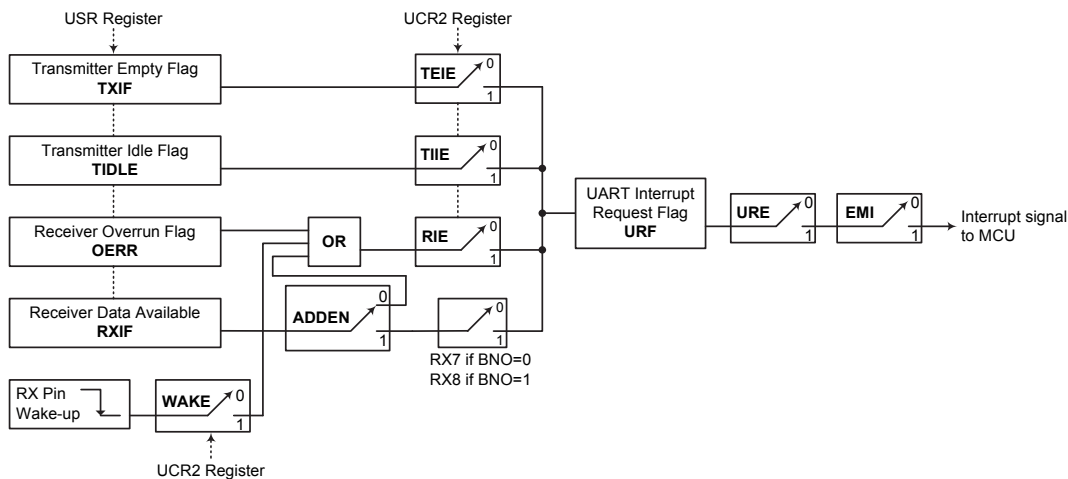 USR Register
UCR2 Register
Transmitter Empty Flag
TXIF
TEIE
0
1
Transmitter Idle Flag
TIDLE
TIIE
0
1
UART Interrupt
Request Flag
URF
URE
0
1
EMI
0
1
Interrupt signal
to MCU
Receiver Overrun Flag
OERR
OR
RIE
0
1
Receiver Data Available
RXIF
ADDEN
0
1
0
1
RX7 if BNO=0
RX8 if BNO=1
RX Pin
Wake-up
WAKE
0
1
UCR2 Register